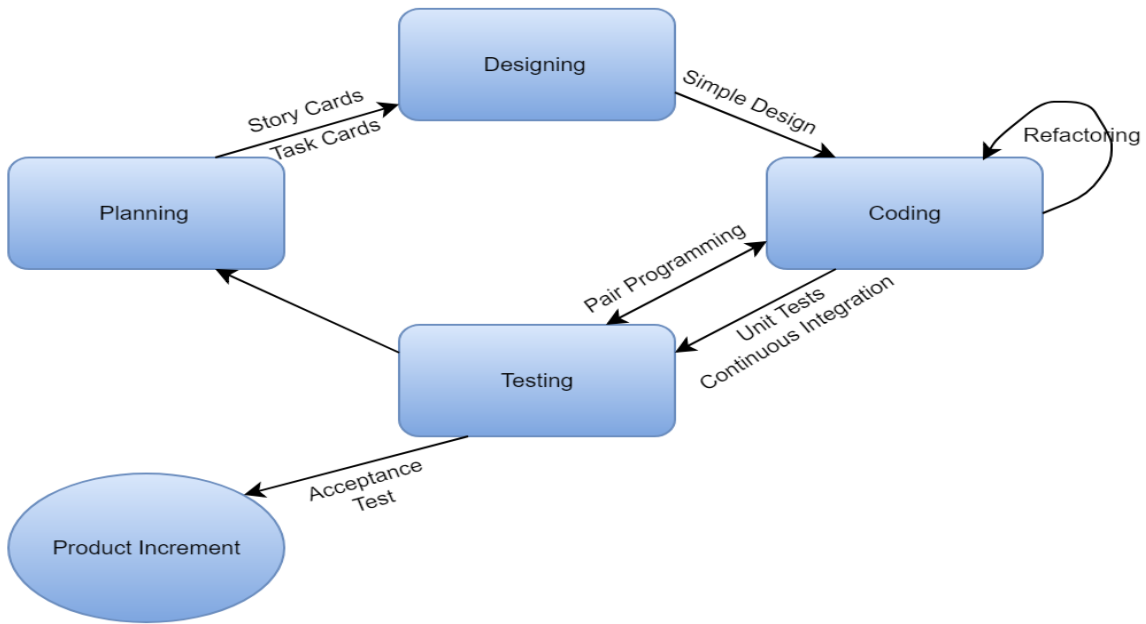 Designing
Simple Design
Story Cards
Task Cards
Refactoring
Planning
Coding
Pair Programming
Unit Tests
Continuous Integration
Testing
Acceptance
Test
Product Increment